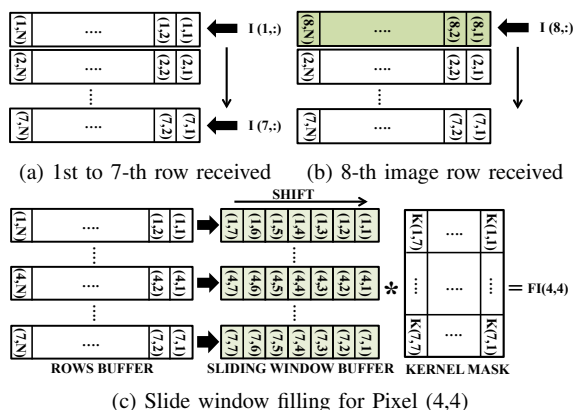 (1,N) .... (1,2) (1,1) I (1,:)
(2,N) .... (2,2) (2,1)
(7,N) .... (7,2) (7,1) I (7,:)
(a) 1st to 7-th row received
(8,N) .... (8,2) (8,1) I (8,:)
(2,N) .... (2,2) (2,1)
(7,N) .... (7,2) (7,1)
(b) 8-th image row received
SHIFT
(1,N) .... (1,2) (1,1) (1,7) (1,6) (1,5) (1,4) (1,3) (1,2) (1,1) K(1,7) .... K(1,1)
(4,N) .... (4,2) (4,1) (4,7) (4,6) (4,5) (4,4) (4,3) (4,2) (4,1) * .... .... .... = FI(4,4)
(7,N) .... (7,2) (7,1) (7,7) (7,6) (7,5) (7,4) (7,3) (7,2) (7,1) K(7,7) .... K(7,1)
ROWS BUFFER SLIDING WINDOW BUFFER KERNEL MASK
(c) Slide window filling for Pixel (4,4)